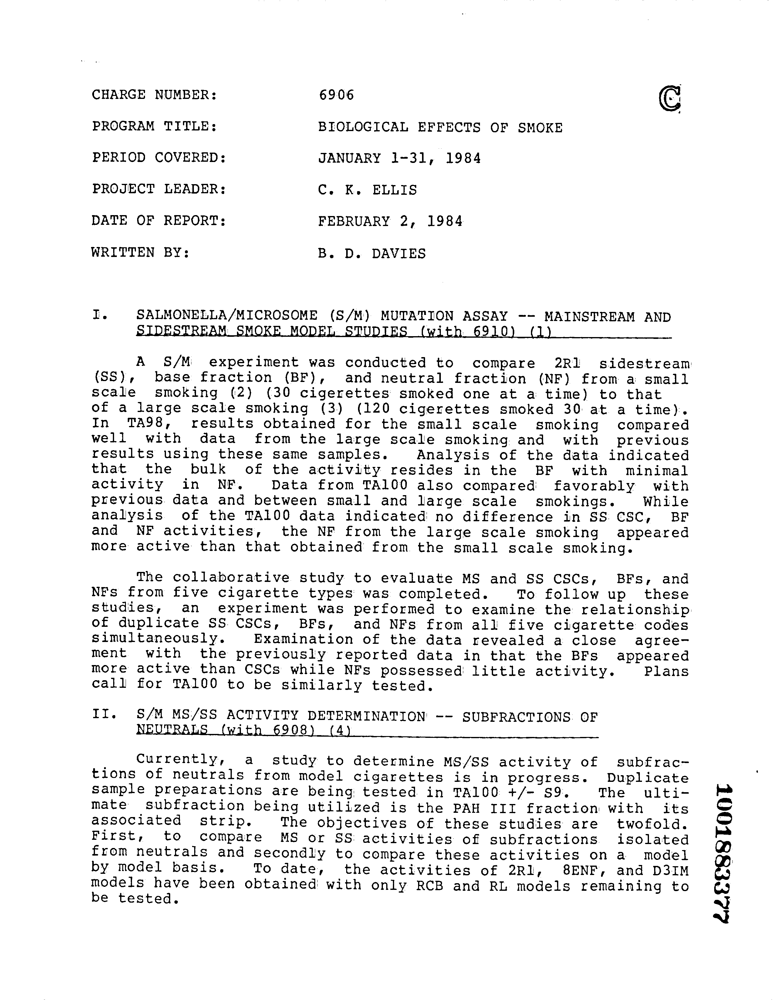 CHARGE NUMBER: 6906
©
PROGRAM TITLE: BIOLOGICAL EFFECTS OF SMOKE
PERIOD COVERED: JANUARY 1-31, 1984
PROJECT LEADER: C. K. ELLIS
DATE OF REPORT: FEBRUARY 2, 1984
WRITTEN BY: B. D. DAVIES
I. SALMONELLA/MICROSOME (S/M) MUTATION ASSAY -- MAINSTREAM AND
SIDESTREAM SMOKE MODEL STUDIES (with 6910) (1)
A S/M experiment was conducted to compare 2R1 sidestream
(SS), base fraction (BF), and neutral fraction (NF) from a small
scale smoking (2) (30 cigerettes smoked one at a time) to that
of a large scale smoking (3) (120 cigerettes smoked 30 at a time).
In TA98, results obtained for the small scale smoking compared
well with data from the large scale smoking and with previous
results using these same samples. Analysis of the data indicated
that the bulk of the activity resides in the BF with minimal
activity in NF. Data from TA100 also compared favorably with
previous data and between small and large scale smokings. While
analysis of the TA100 data indicated no difference in SS CSC, BF
and NF activities, the NF from the large scale smoking appeared
more active than that obtained from the small scale smoking.
The collaborative study to evaluate MS and SS CSCs, BFs, and
NFs from five cigarette types was completed. To follow up these
studies, an experiment was performed to examine the relationship
of duplicate SS CSCs, BFs, and NFs from all five cigarette codes
simultaneously. Examination of the data revealed a close agree-
ment with the previously reported data in that the BFs appeared
more active than CSCs while NFs possessed little activity. Plans
call for TA100 to be similarly tested.
II. S/M MS/SS ACTIVITY DETERMINATION -- SUBFRACTIONS OF
NEUTRALS (with 6908) (4)
Currently, a study to determine MS/SS activity of subfrac-
tions of neutrals from model cigarettes is in progress. Duplicate
sample preparations are being tested in TA100 +/- S9. The ulti-
mate subfraction being utilized is the PAH III fraction with its
associated strip. The objectives of these studies are twofold.
First, to compare MS or SS activities of subfractions isolated
from neutrals and secondly to compare these activities on a model
by model basis. To date, the activities of 2R1, 8ENF, and D3IM
models have been obtained with only RCB and RL models remaining to
be tested.
1001883377